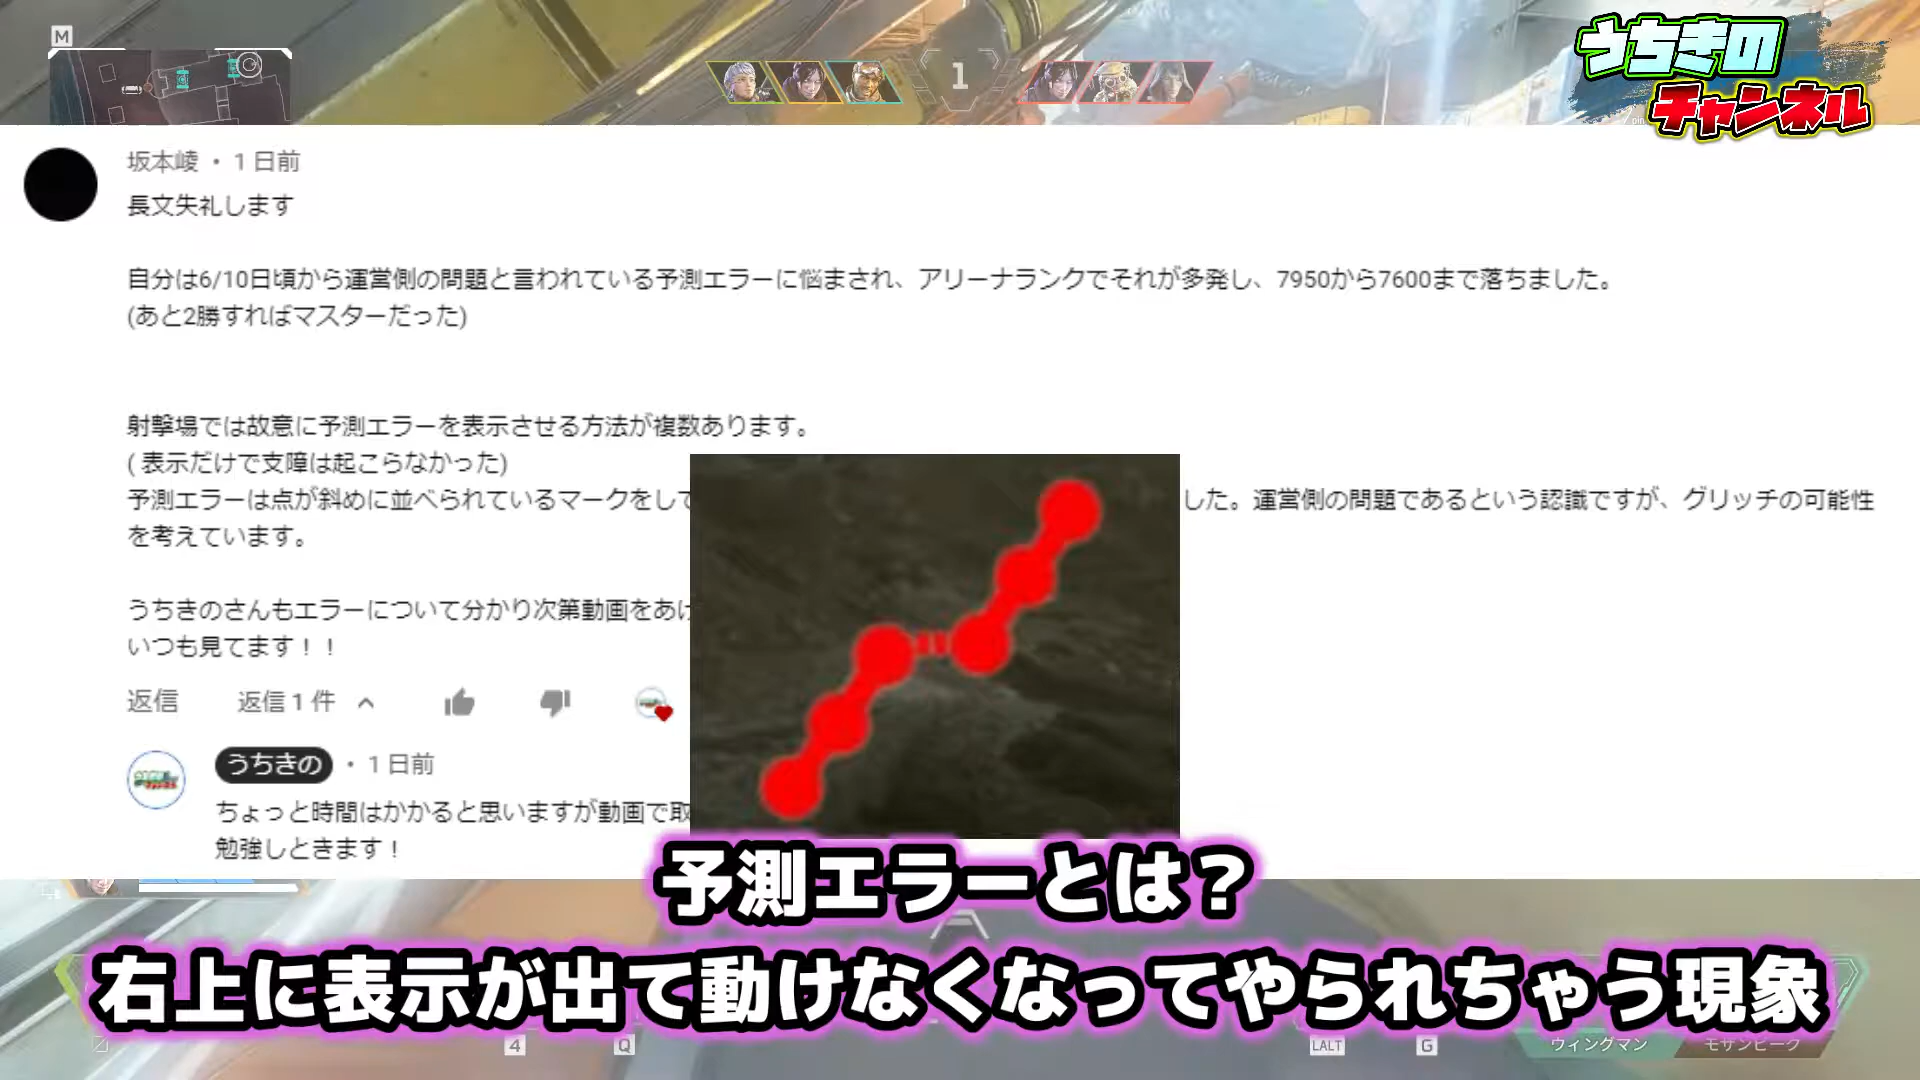 M
1
うちきの
チャンネル
坂本崚 ・ 1 日前
長文失礼します
自分は6/10日頃から運営側の問題と言われている予測エラーに悩まされ、アリーナランクでそれが多発し、7950から7600まで落ちました。
(あと2勝すればマスターだった)
射撃場では故意に予測エラーを表示させる方法が複数あります。
( 表示だけで支障は起こらなかった)
予測エラーは点が斜めに並べられているマークをして
した。運営側の問題であるという認識ですが、グリッチの可能性
を考えています。
うちきのさんもエラーについて分かり次第動画をあけ
いつも見てます！！
返信 返信 1 件
うちきの ・ 1 日前
ちょっと時間はかかると思いますが動画で取
勉強しときます！
予測エラーとは？
右上に表示が出て動けなくなってやられちゃう現象
4
Q
LALT
G
ウィングマン
モザンビーク